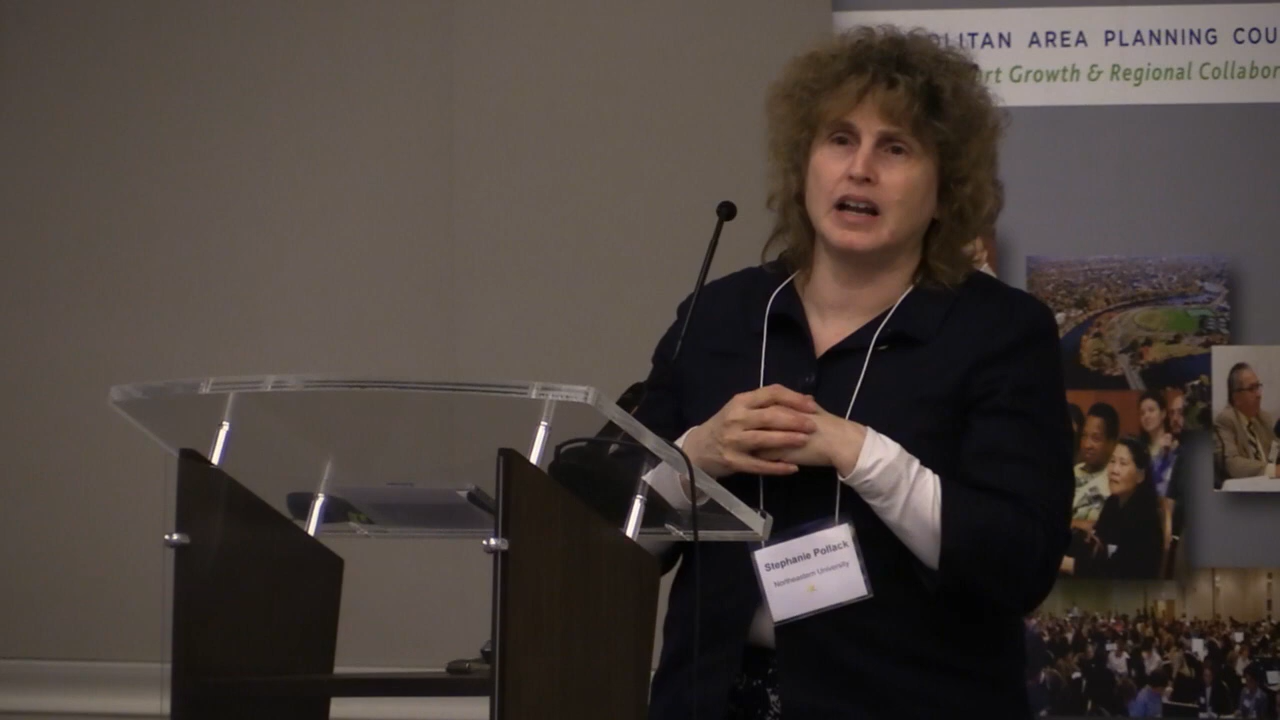 OLITAN AREA PLANNING COU
rt Growth & Regional Collabor
Stephanie Pollack
Northeastern University